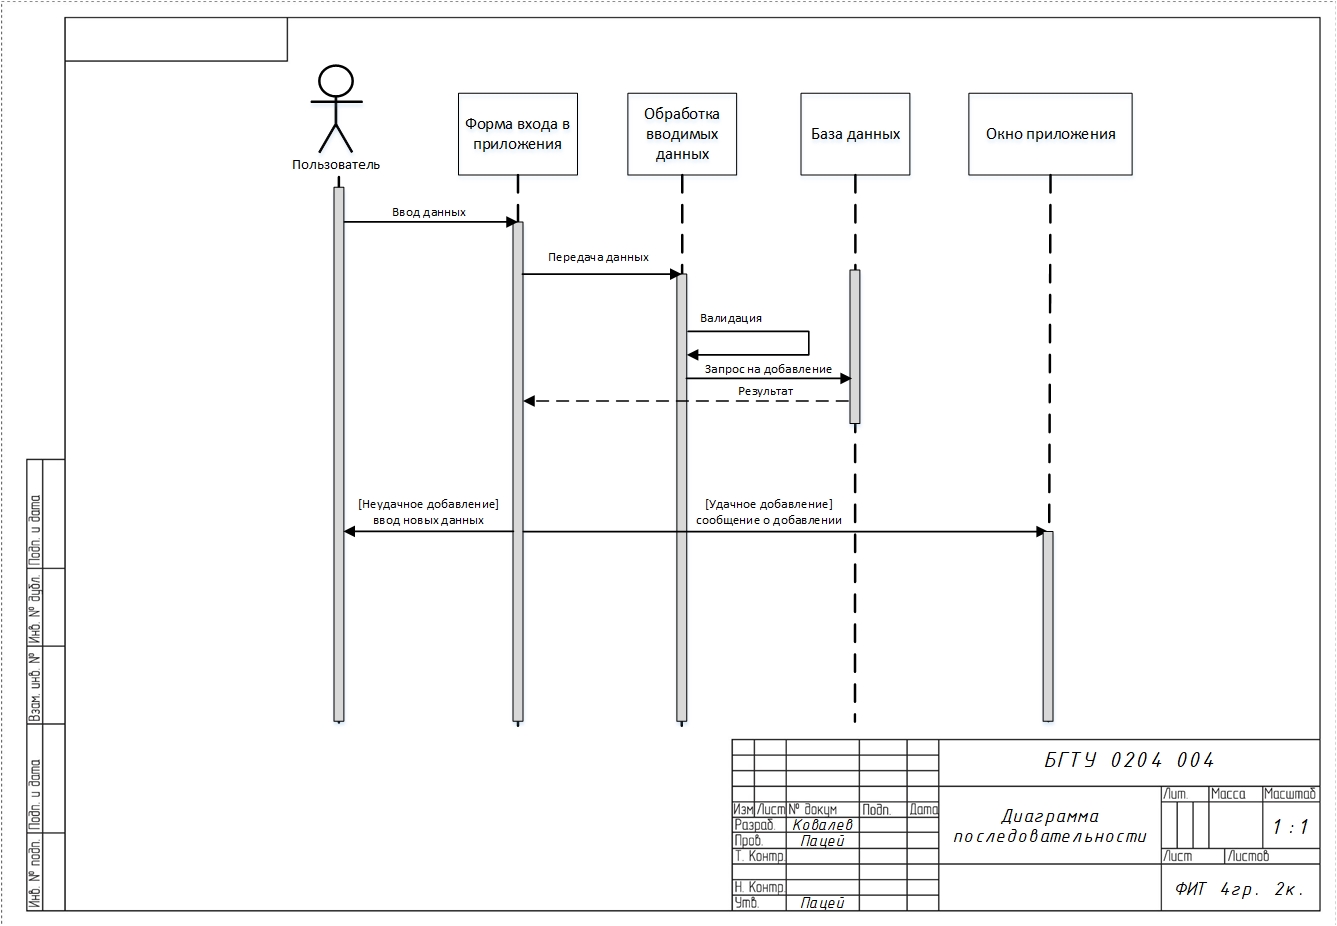 Пользователь
Форма входа в
приложения
Обработка
вводимых
данных
База данных
Окно приложения
Ввод данных
Передача данных
Валидация
Запрос на добавление
Результат
[Неудачное добавление]
ввод новых данных
[Удачное добавление]
сообщение о добавлении
Подп. и дата
Инв. № дубл.
Взам. инв. №
Подп. и дата
Инв. № подл.
БГТУ 0204 004
Изм Лист № докум Подп. Дата
Разраб. Ковалев
Пров. Пацей
Т. Контр.
Н. Контр.
Утв. Пацей
Диаграмма
последовательности
Лит. Масса Масштаб
1 : 1
Лист Листов
ФИТ 4гр. 2к.